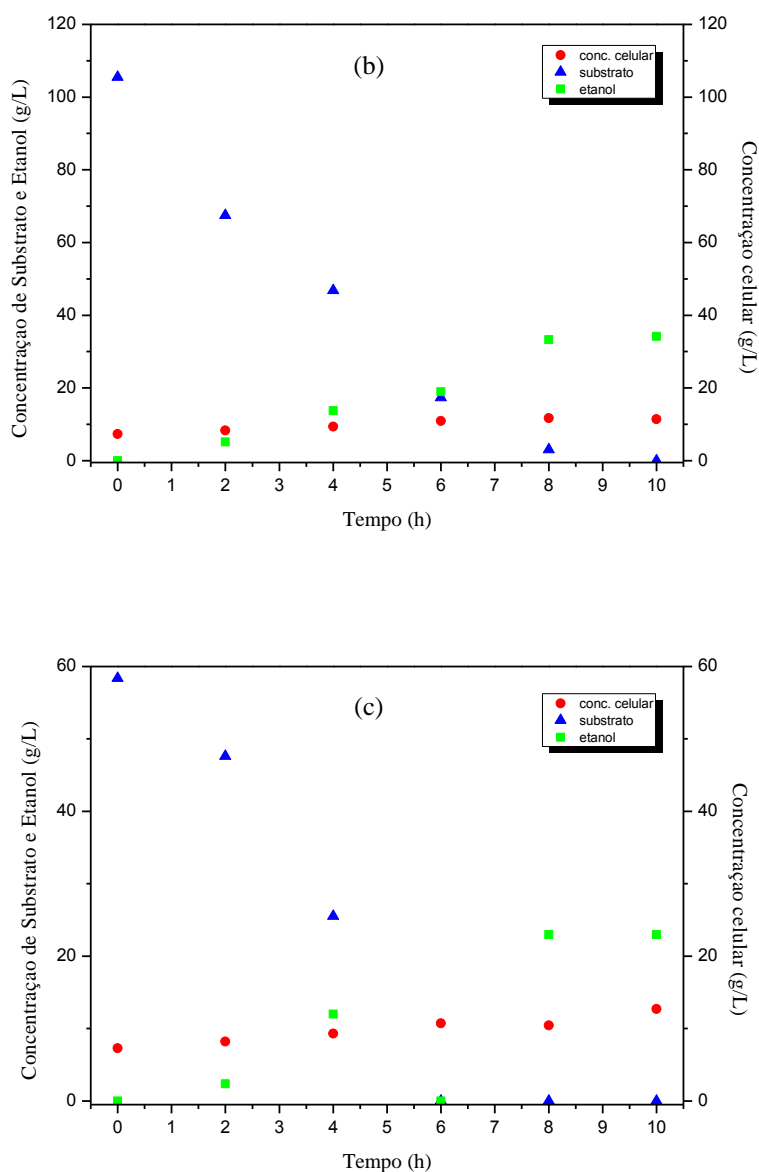 120
100
80
60
40
20
0
Concentraçao de Substrato e Etanol (g/L)
(b)
conc. celular
substrato
etanol
120
100
80
60
40
20
0
Concentraçao celular (g/L)
0 1 2 3 4 5 6 7 8 9 10
Tempo (h)
60
40
20
0
Concentraçao de Substrato e Etanol (g/L)
(c)
conc. celular
substrato
etanol
60
40
20
0
Concentraçao celular (g/L)
0 1 2 3 4 5 6 7 8 9 10
Tempo (h)